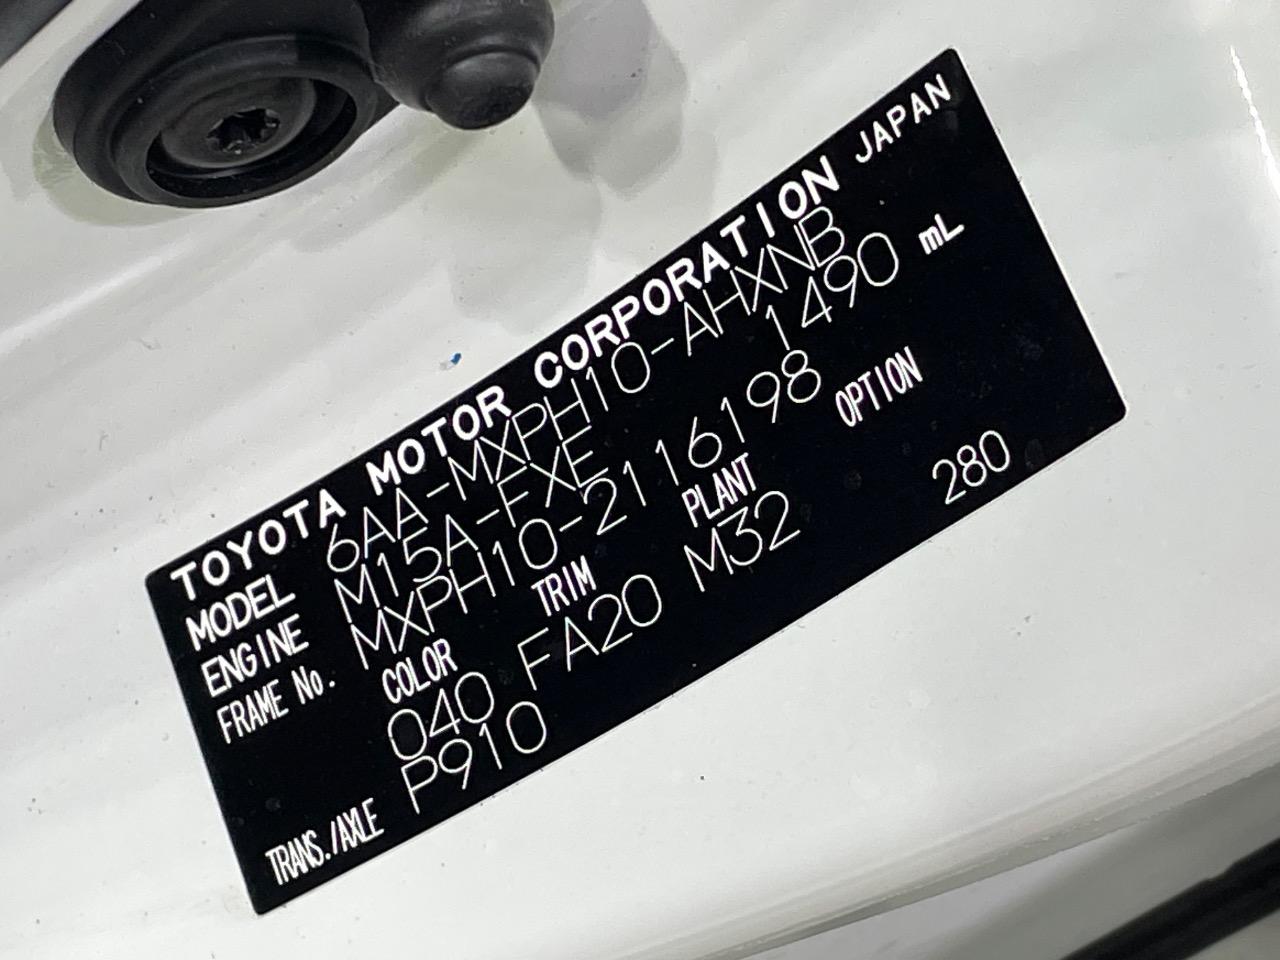 TOYOTA MOTOR CORPORATION JAPAN
MODEL 6AA-MXPH10-AHXNB
ENGINE M15A-FXE 1490 mL
FRAME No. MXPH10-2116198
COLOR TRIM PLANT OPTION
040 FA20 M32 280
TRANS./AXLE P910